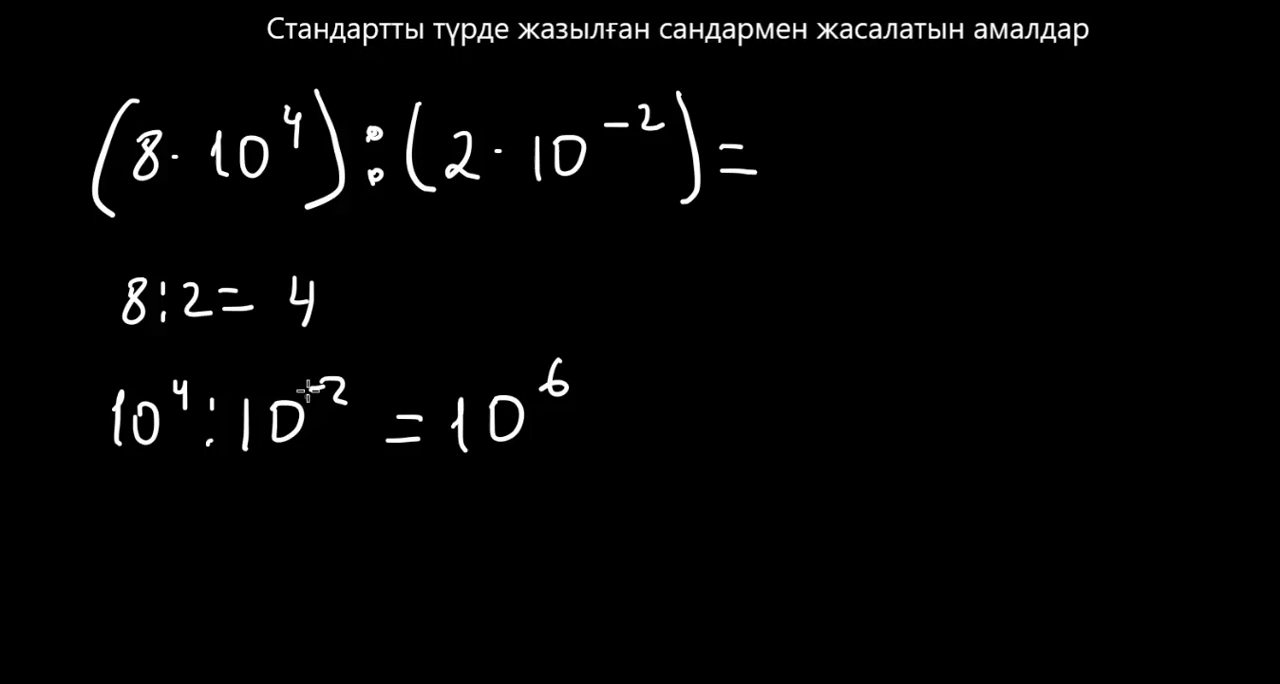 Стандартты түрде жазылған сандармен жасалатын амалдар
(8 · 10⁴) : (2 · 10⁻²) =
8 : 2 = 4
10⁴ : 10⁻² = 10⁶